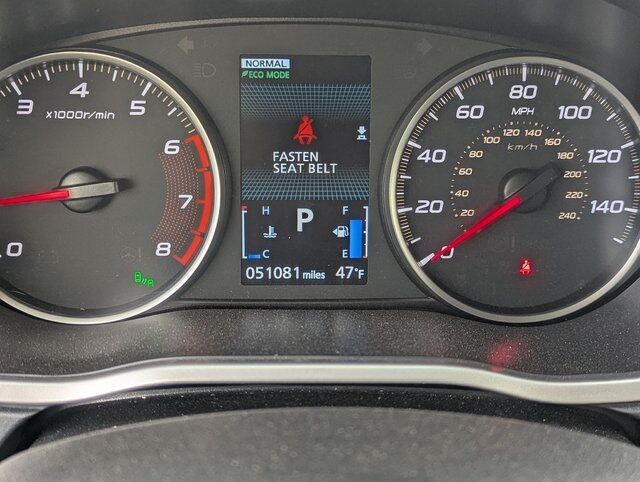 NORMAL
ECO MODE
FASTEN
SEAT BELT
H F
P
C E
051081 miles 47°F
3 4 5
x1000r/min
6
7
0 8
60 80 100
MPH
40 120
20 140
0
100 120 140
km/h
80 160
60 180
40 200
20 220
240